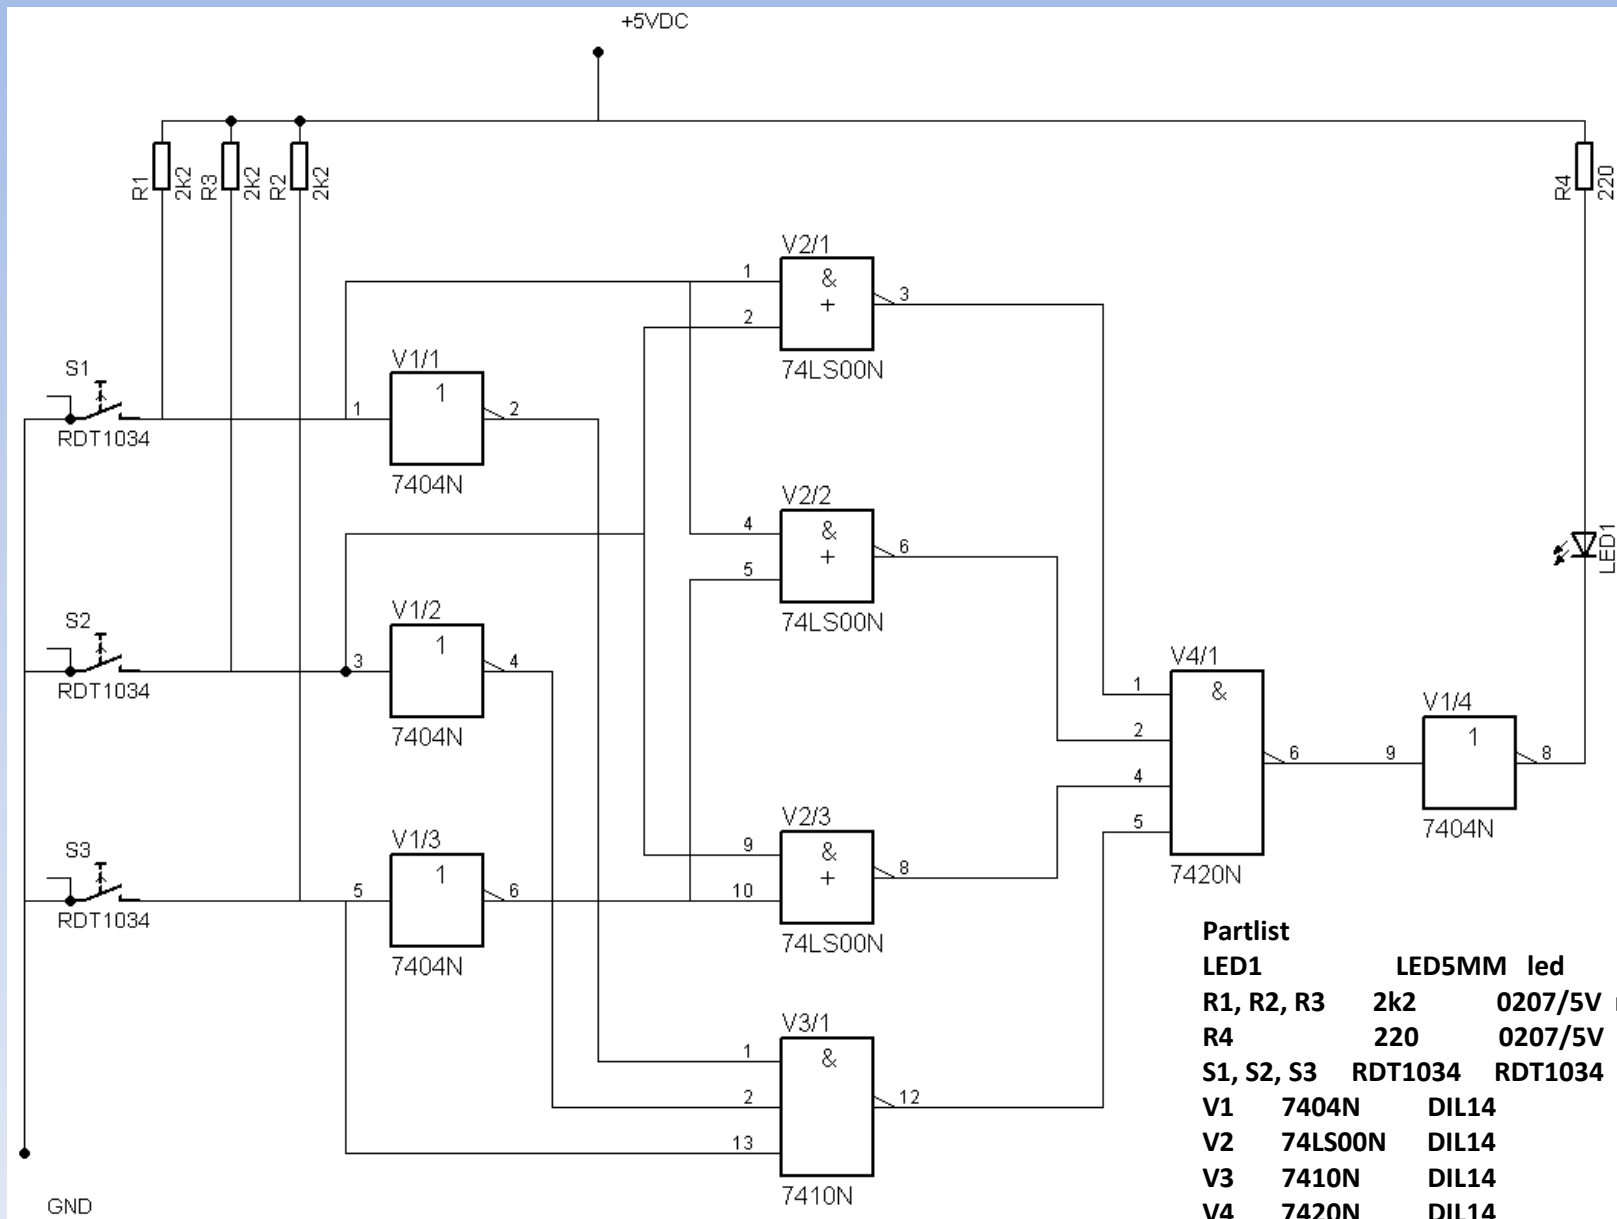 +5VDC
R1
2k2
R3
2k2
R2
2k2
R4
220
V2/1
1
&
+
3
2
74LS00N
S1
RDT1034
V1/1
1
1
2
7404N
V2/2
4
&
+
6
5
74LS00N
LED1
S2
RDT1034
V1/2
3
1
4
7404N
V4/1
1
&
2
4
5
6
7420N
V1/4
9
1
8
7404N
S3
RDT1034
V1/3
5
1
6
7404N
V2/3
9
&
+
8
10
74LS00N
V3/1
1
&
2
12
13
7410N
GND
Partlist
LED1 LED5MM led
R1, R2, R3 2k2 0207/5V
R4 220 0207/5V
S1, S2, S3 RDT1034 RDT1034
V1 7404N DIL14
V2 74LS00N DIL14
V3 7410N DIL14
V4 7420N DIL14